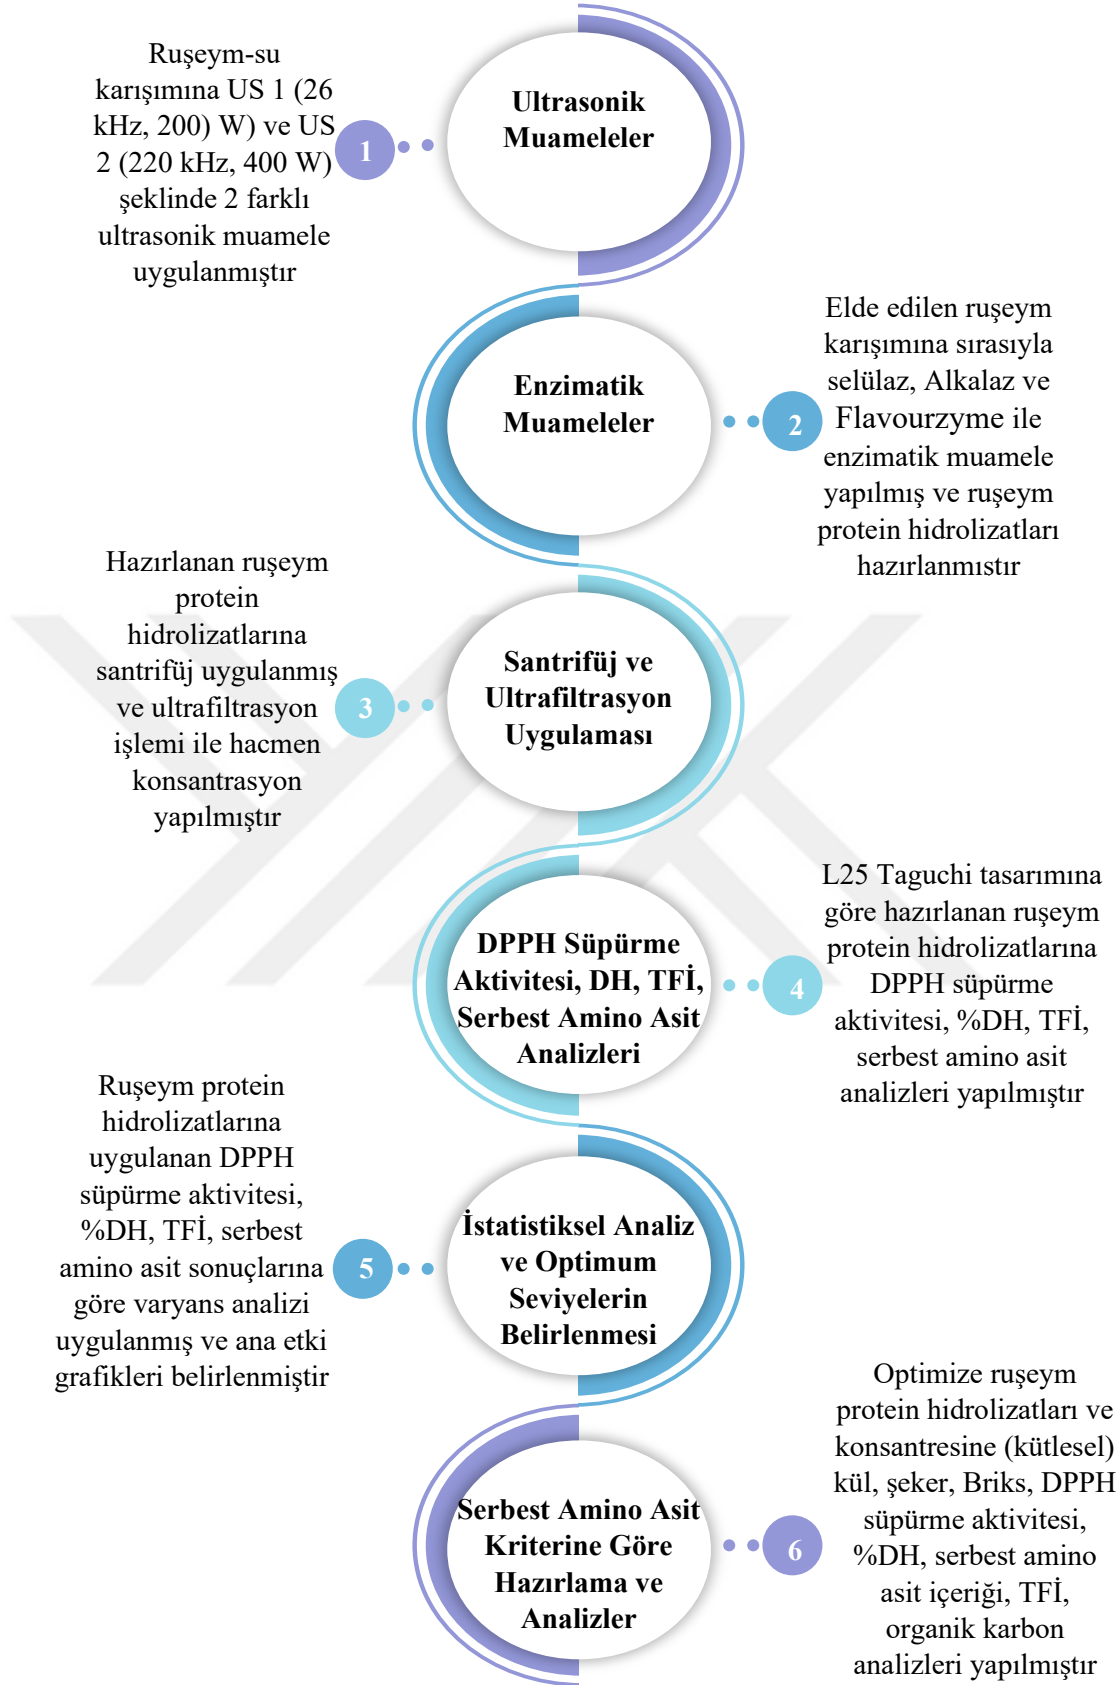 Ruşeym-su
karışımına US 1 (26
kHz, 200) W) ve US
2 (220 kHz, 400 W)
şeklinde 2 farklı
ultrasonik muamele
uygulanmıştır
1
Ultrasonik
Muameleler
Enzimatik
Muameleler
2
Elde edilen ruşeym
karışımına sırasıyla
selülaz, Alkalaz ve
Flavourzyme ile
enzimatik muamele
yapılmış ve ruşeym
protein hidrolizatları
hazırlanmıstır
Hazırlanan ruşeym
protein
hidrolizatlarına
santrifüj uygulanmış
ve ultrafiltrasyon
işlemi ile hacmen
konsantrasyon
yapılmıştır
3
Santrifüj ve
Ultrafiltrasyon
Uygulaması
DPPH Süpürme
Aktivitesi, DH, TFİ,
Serbest Amino Asit
Analizleri
4
L25 Taguchi tasarımına
göre hazırlanan ruşeym
protein hidrolizatlarına
DPPH süpürme
aktivitesi, %DH, TFİ,
serbest amino asit
analizleri yapılmıştır
Ruşeym protein
hidrolizatlarına
uygulanan DPPH
süpürme aktivitesi,
%DH, TFİ, serbest
amino asit sonuçlarına
göre varyans analizi
uygulanmış ve ana etki
grafikleri belirlenmiştir
5
İstatistiksel Analiz
ve Optimum
Seviyelerin
Belirlenmesi
Serbest Amino Asit
Kriterine Göre
Hazırlama ve
Analizler
6
Optimize ruşeym
protein hidrolizatları ve
konsantresine (kütlesel)
kül, şeker, Briks, DPPH
süpürme aktivitesi,
%DH, serbest amino
asit içeriği, TFİ,
organik karbon
analizleri yapılmıştır